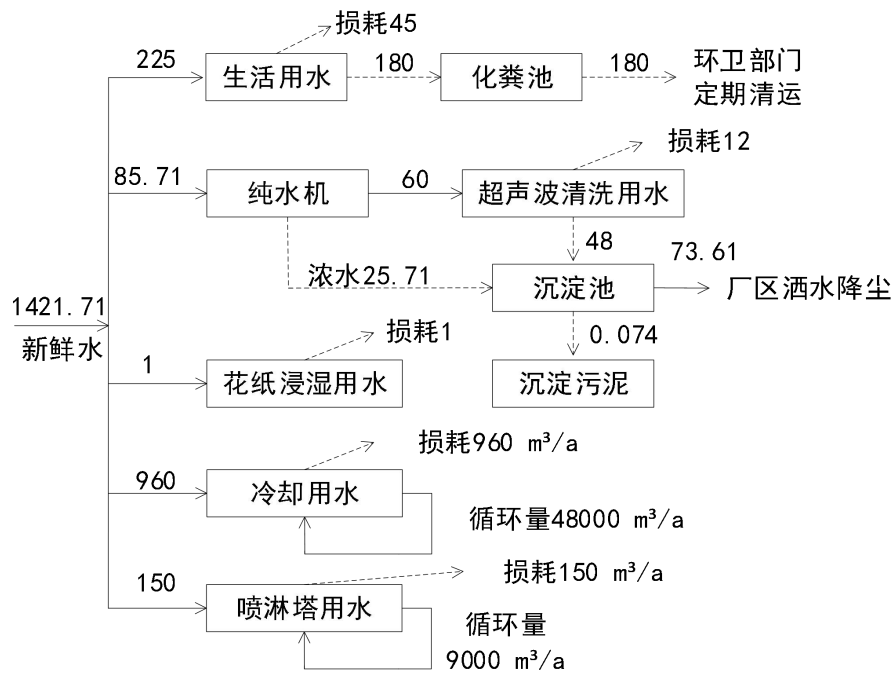 损耗45
225
生活用水
180
化粪池
180
环卫部门
定期清运
损耗12
85.71
纯水机
60
超声波清洗用水
48
73.61
浓水25.71
沉淀池
厂区洒水降尘
1421.71
新鲜水
损耗1
0.074
1
花纸浸湿用水
沉淀污泥
损耗960 m³/a
960
冷却用水
循环量48000 m³/a
损耗150 m³/a
150
喷淋塔用水
循环量
9000 m³/a